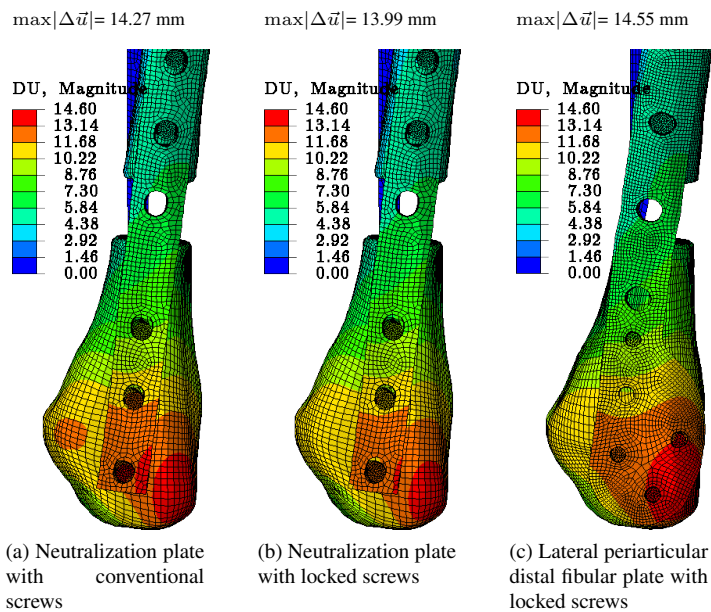 max|Δu⃗|= 14.27 mm
max|Δu⃗|= 13.99 mm
max|Δu⃗|= 14.55 mm
DU, Magnitude
14.60
13.14
11.68
10.22
8.76
7.30
5.84
4.38
2.92
1.46
0.00
DU, Magnitude
14.60
13.14
11.68
10.22
8.76
7.30
5.84
4.38
2.92
1.46
0.00
DU, Magnitude
14.60
13.14
11.68
10.22
8.76
7.30
5.84
4.38
2.92
1.46
0.00
(a) Neutralization plate
with conventional
screws
(b) Neutralization plate
with locked screws
(c) Lateral periarticular
distal fibular plate with
locked screws